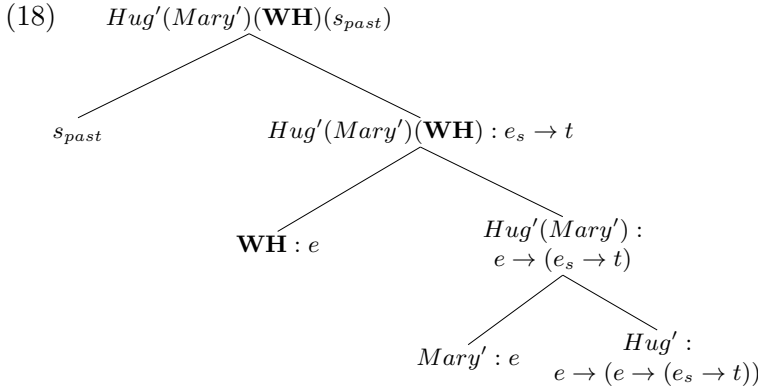 (18) Hug′(Mary′)(WH)(s_past)
s_past
Hug′(Mary′)(WH) : e_s → t
WH : e
Hug′(Mary′) :
e → (e_s → t)
Mary′ : e
Hug′ :
e → (e → (e_s → t))